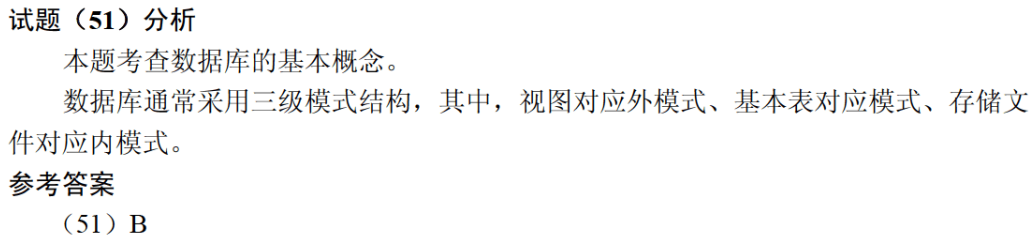 试题（51）分析
本题考查数据库的基本概念。
数据库通常采用三级模式结构，其中，视图对应外模式、基本表对应模式、存储文
件对应内模式。
参考答案
（51）B